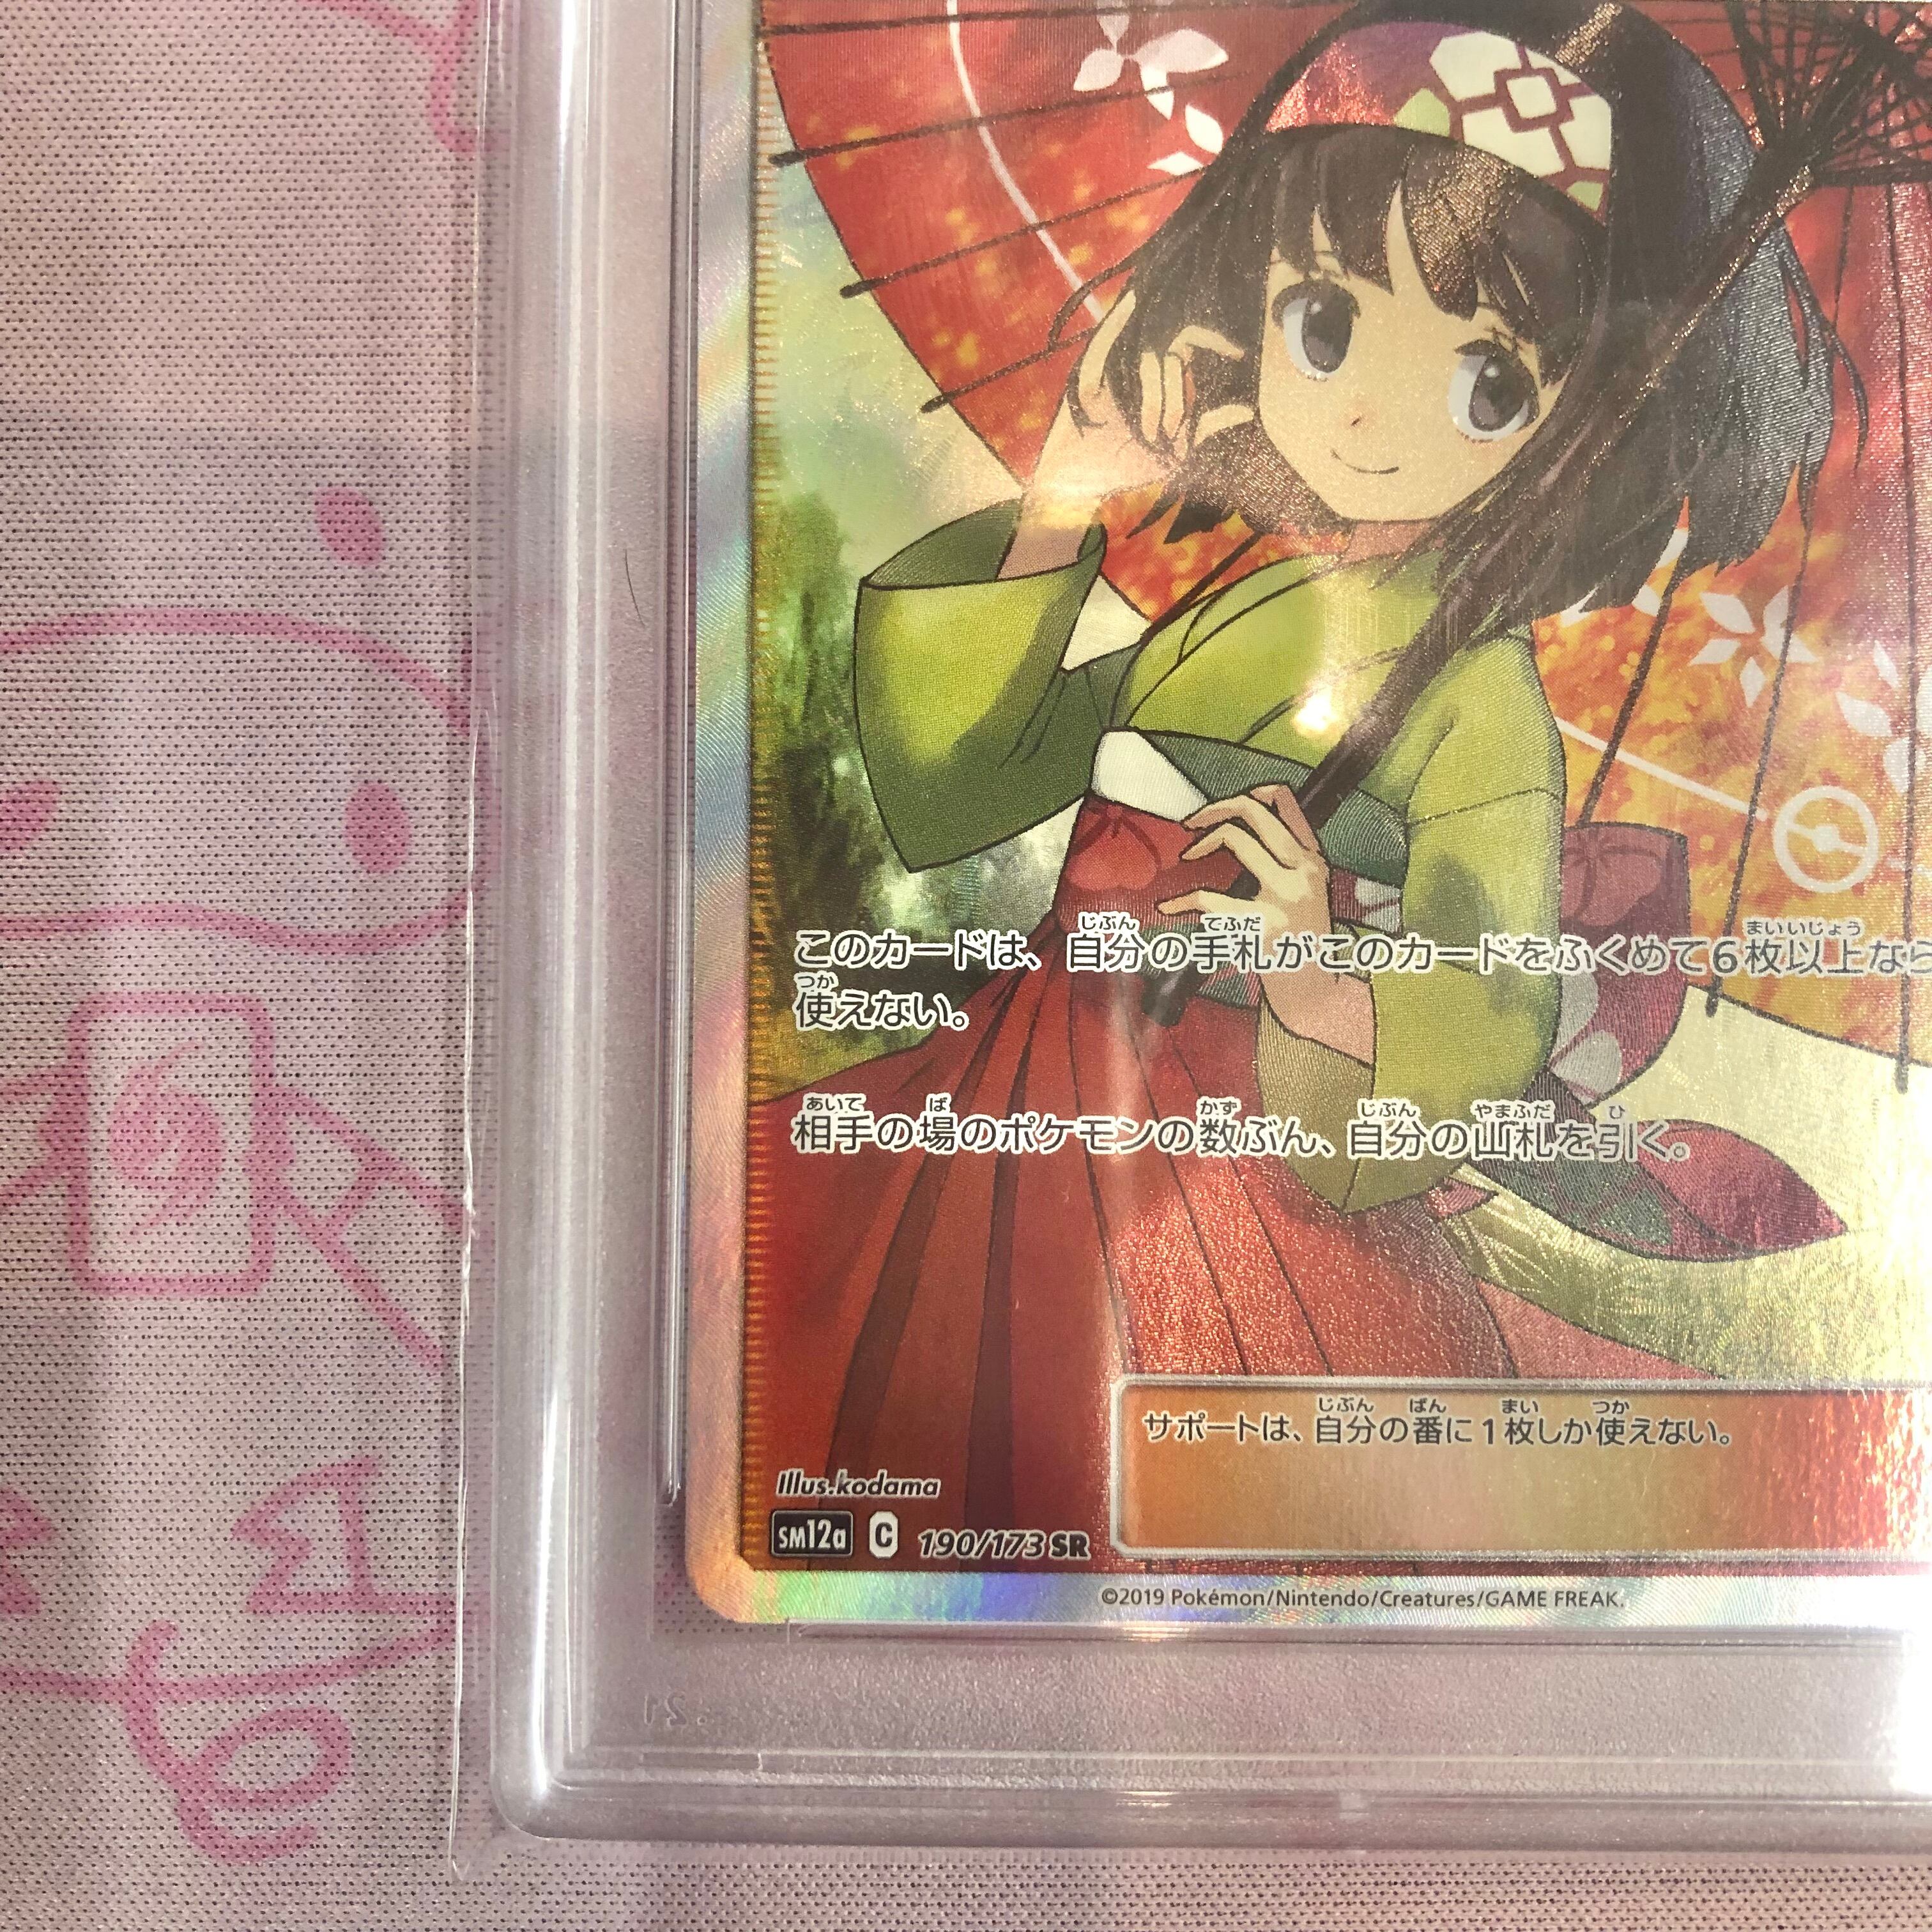 このカードは、自分の手札がこのカードをふくめて6枚以上なら
使えない。
相手の場のポケモンの数ぶん、自分の山札を引く。
サポートは、自分の番に1枚しか使えない。
Illus.kodama
SM12a C 190/173 SR
©2019 Pokémon/Nintendo/Creatures/GAME FREAK.